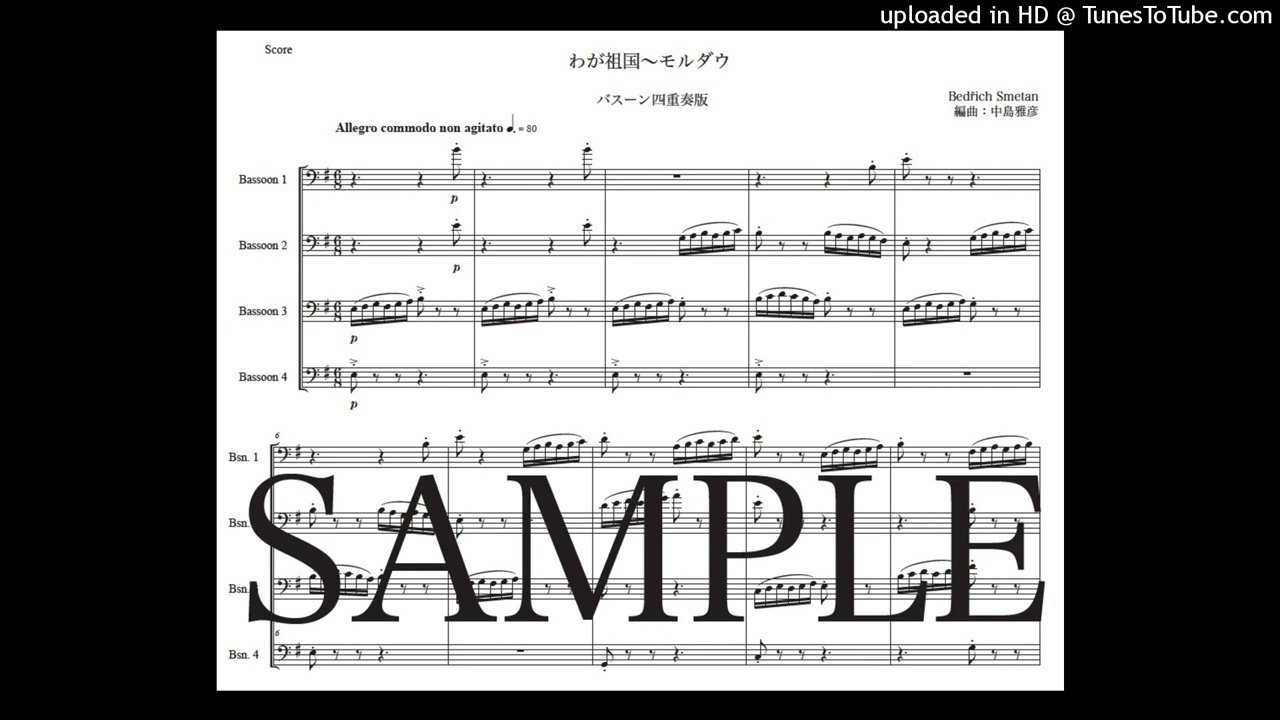 uploaded in HD @ TunesToTube.com
Score
わが祖国～モルダウ
バスーン四重奏版
Bedřich Smetan
編曲：中島雅彦
Allegro commodo non agitato ♩. = 80
Bassoon 1
p
Bassoon 2
p
Bassoon 3
p
Bassoon 4
p
6
Bsn. 1
Bsn.
Bsn.
6
Bsn. 4
SAMPLE